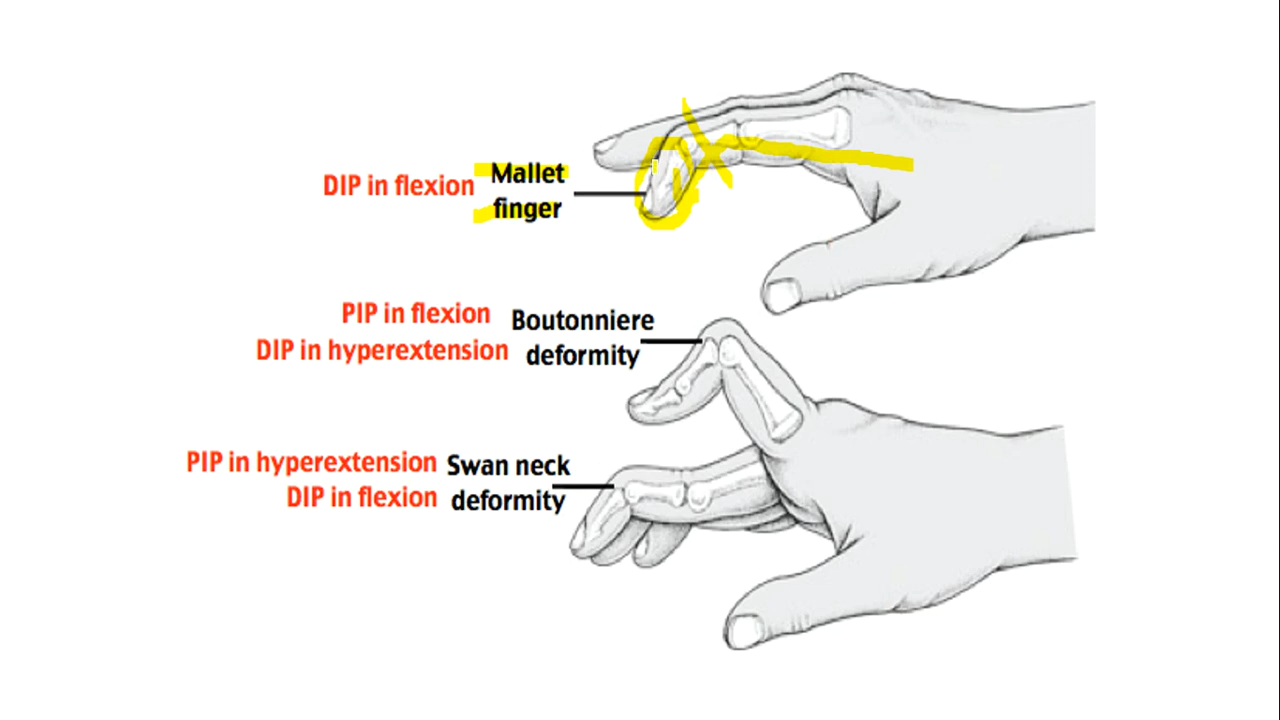 DIP in flexion
Mallet
finger
PIP in flexion
DIP in hyperextension
Boutonniere
deformity
PIP in hyperextension
DIP in flexion
Swan neck
deformity